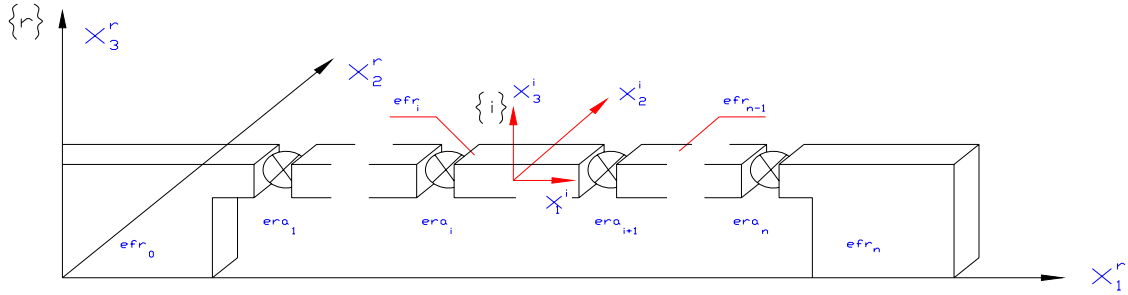 {r}
X₃ʳ
X₂ʳ
efrᵢ
{i}
X₃ⁱ
X₂ⁱ
efrₙ₋₁
X₁ⁱ
era₁
eraᵢ
eraᵢ₊₁
eraₙ
efr₀
efrₙ
X₁ʳ